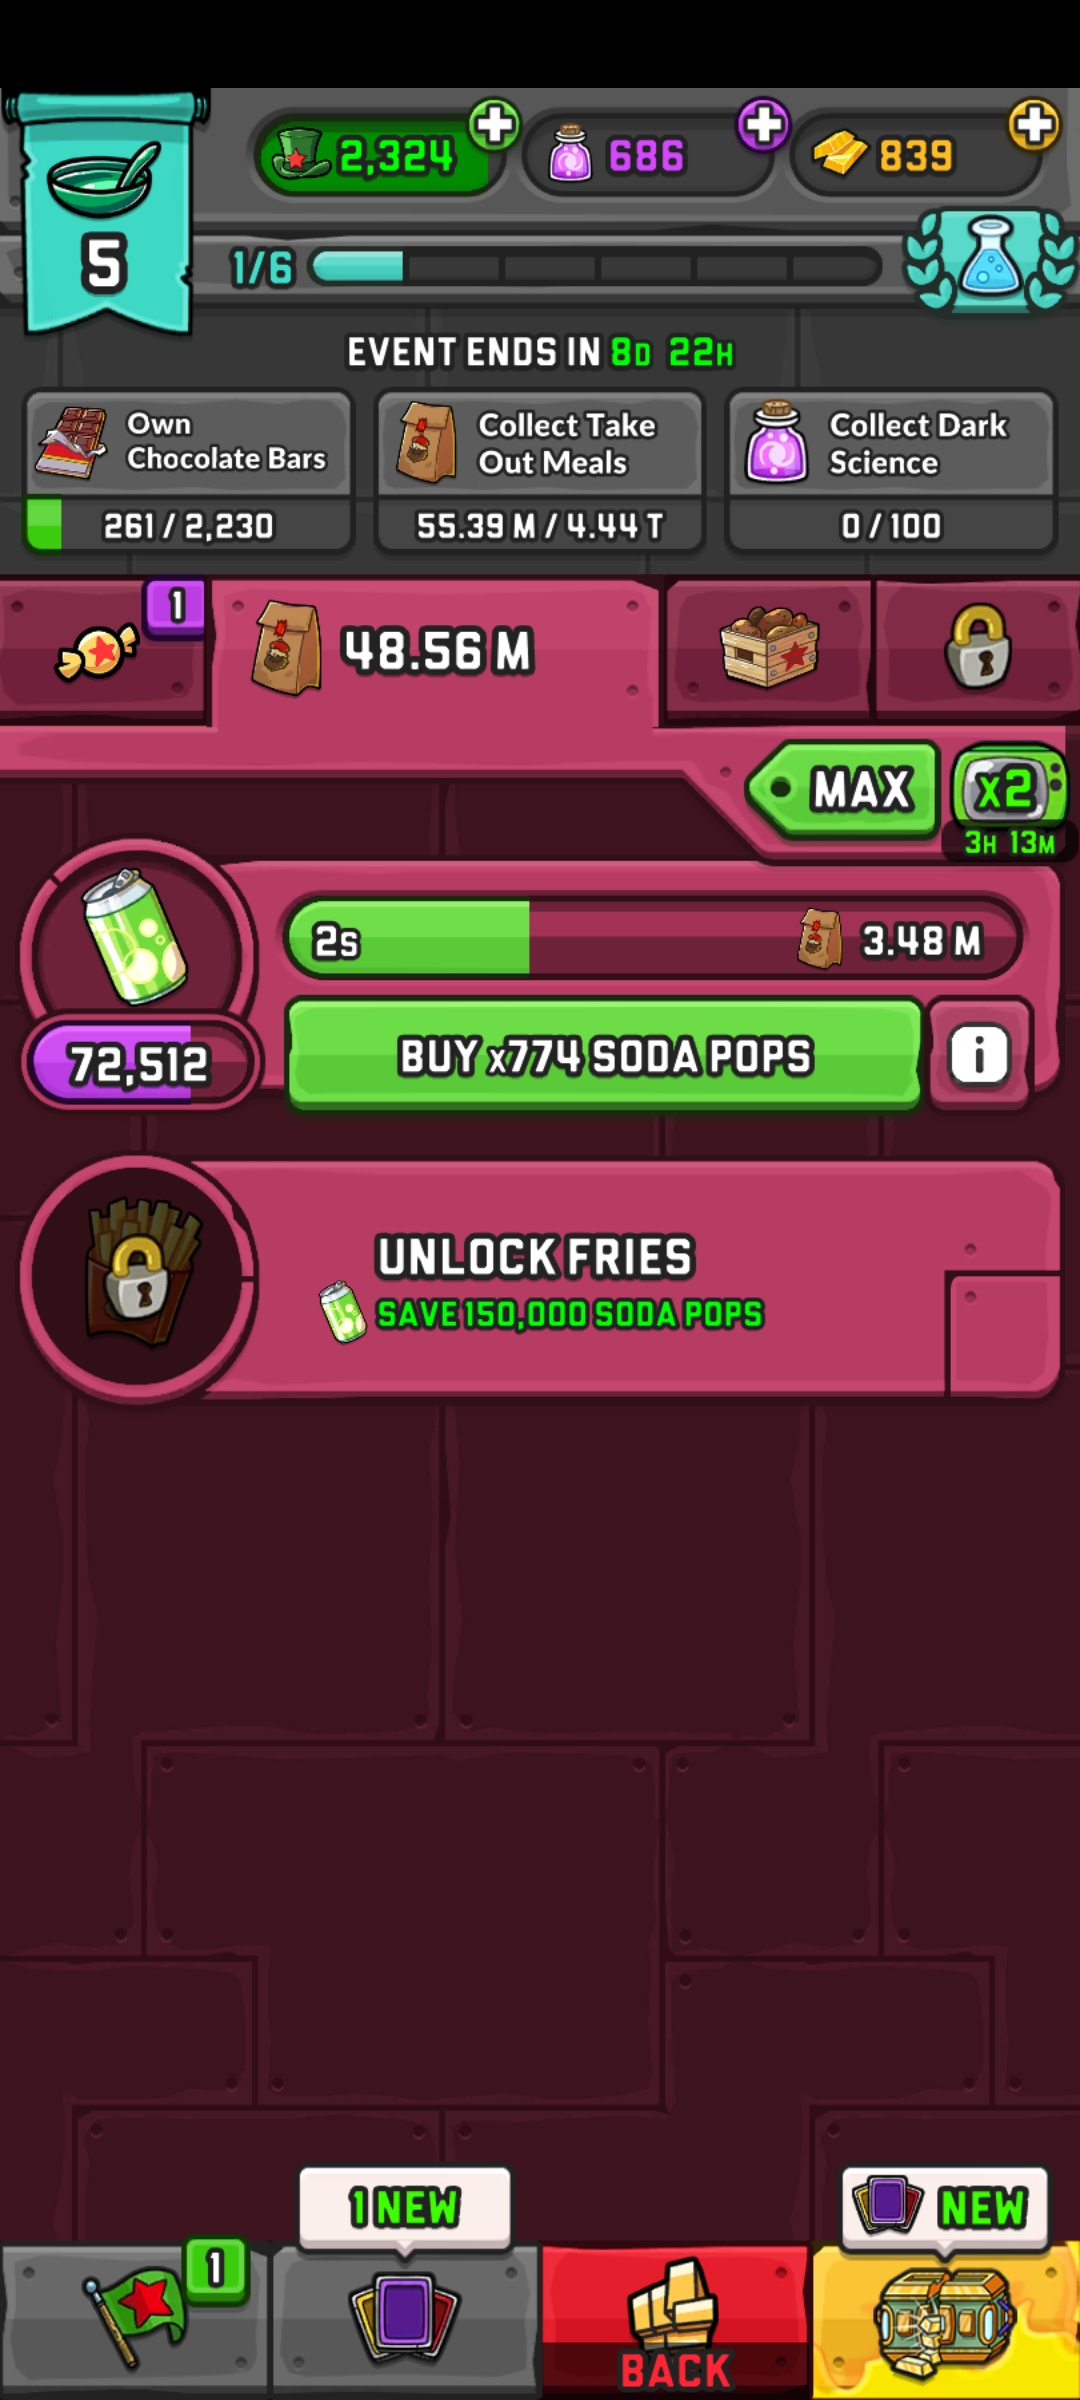 2,324
686
839
5
1/6
EVENT ENDS IN 8D 22H
Own
Chocolate Bars
261 / 2,230
Collect Take
Out Meals
55.39 M / 4.44 T
Collect Dark
Science
0 / 100
1
48.56 M
MAX
x2
3H 13M
2s
3.48 M
72,512
BUY x774 SODA POPS
i
UNLOCK FRIES
SAVE 150,000 SODA POPS
1 NEW
NEW
1
BACK